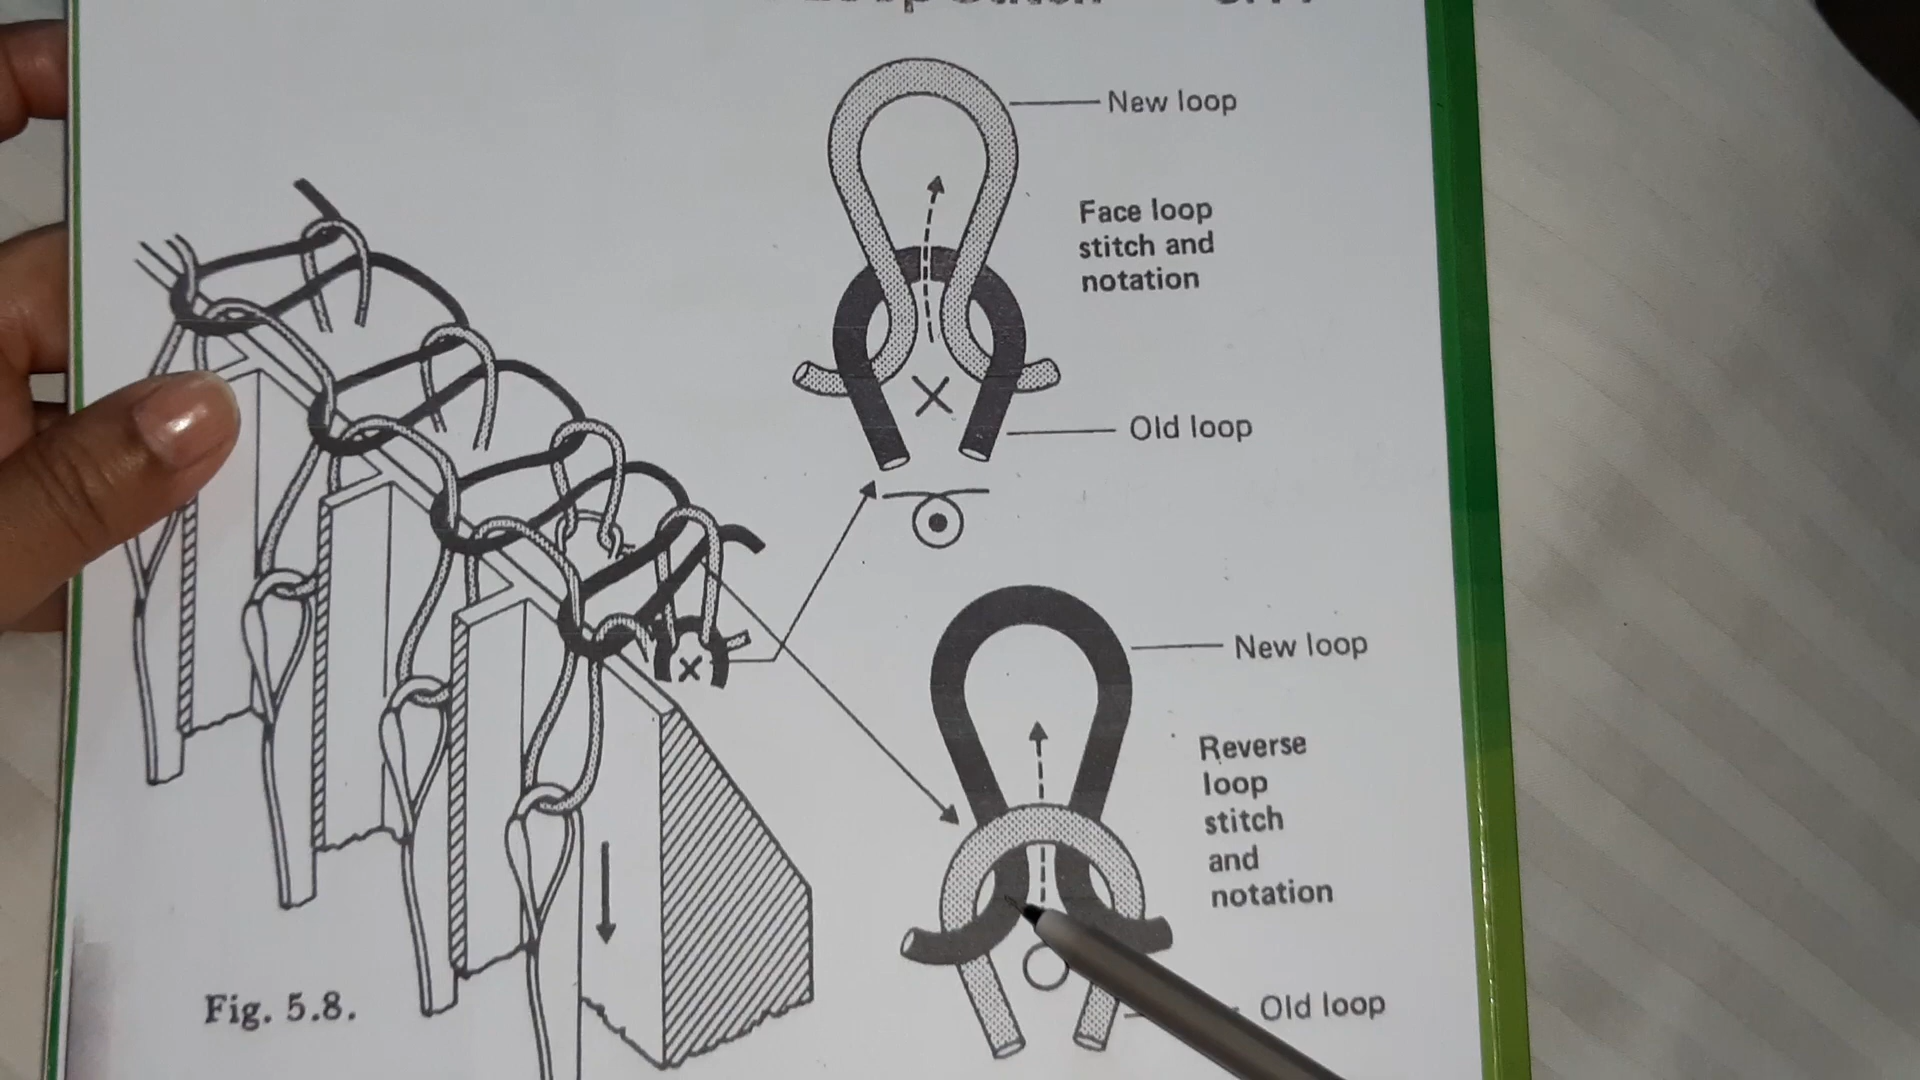 New loop
Face loop
stitch and
notation
X
Old loop
New loop
Reverse
loop
stitch
and
notation
Old loop
X
Fig. 5.8.